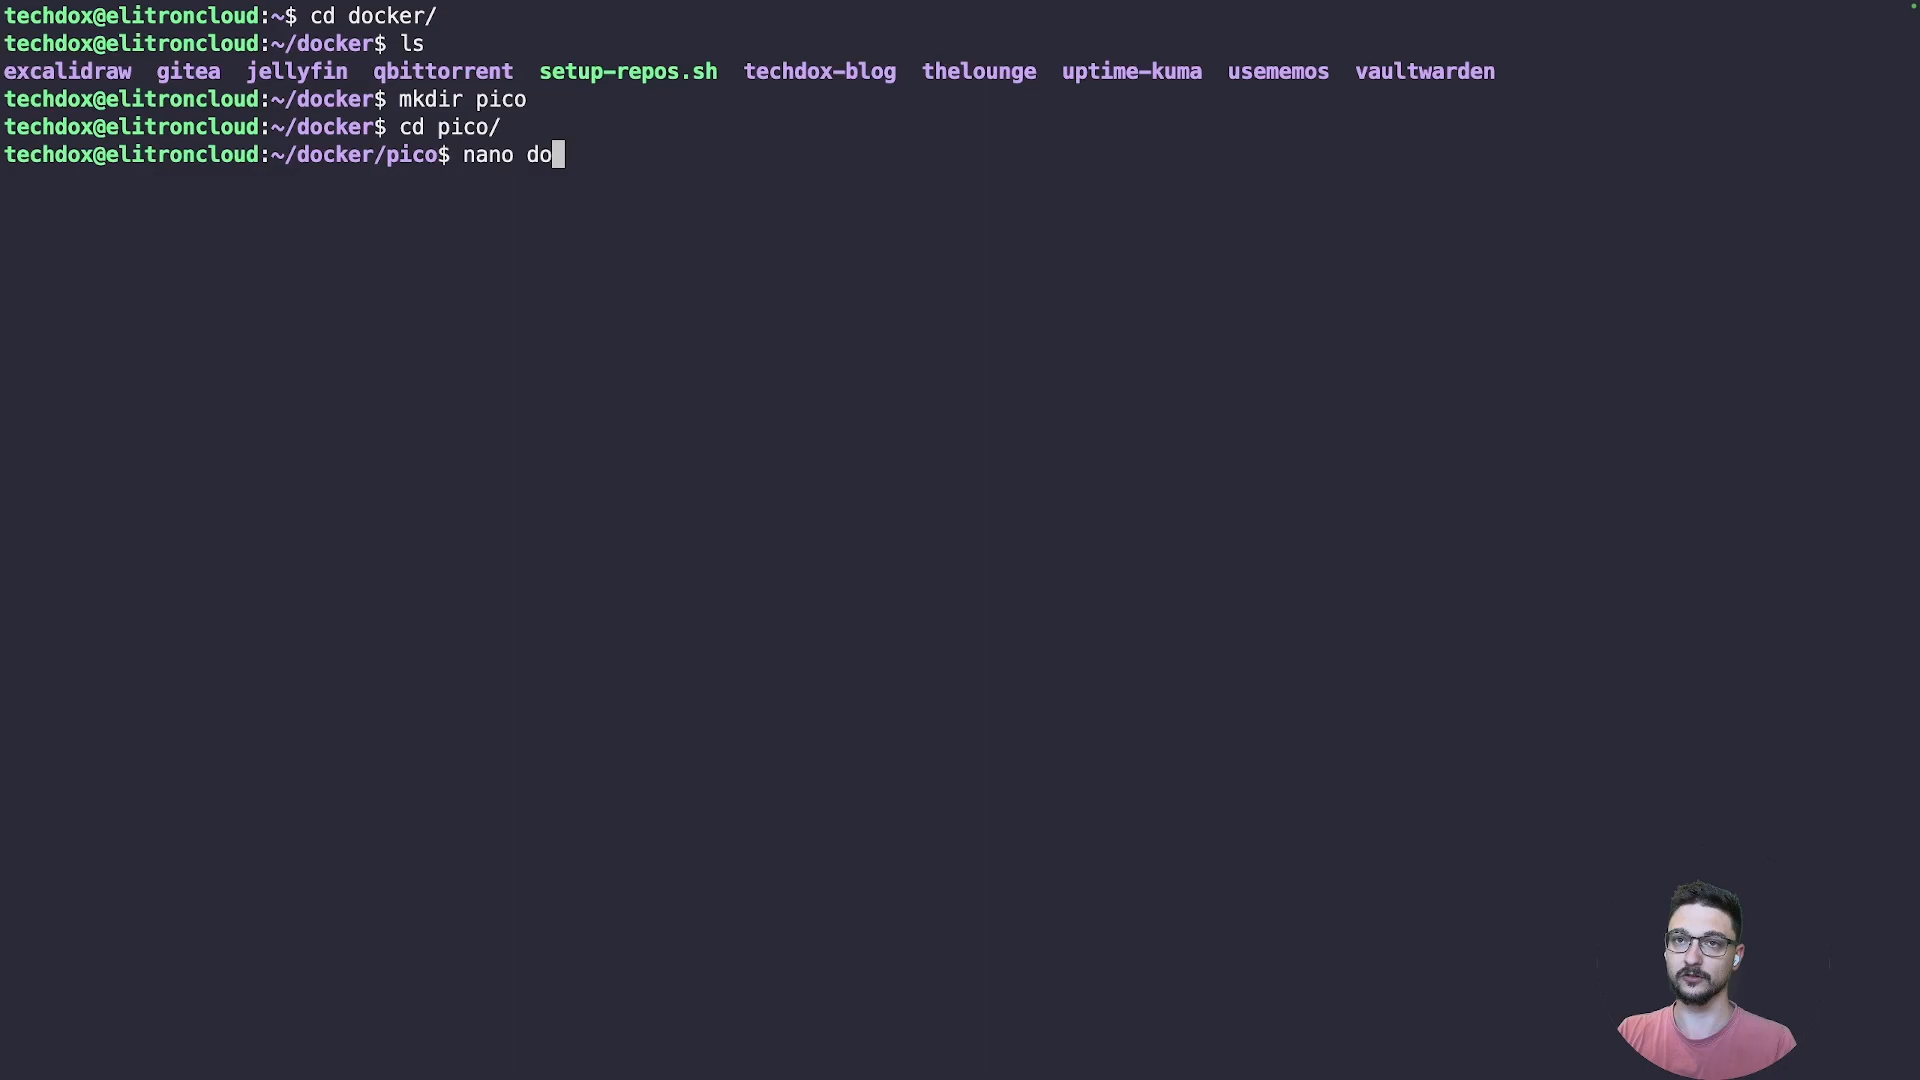 techdox@elitroncloud:~$ cd docker/
techdox@elitroncloud:~/docker$ ls
excalidraw  gitea  jellyfin  qbittorrent  setup-repos.sh  techdox-blog  thelounge  uptime-kuma  usememos  vaultwarden
techdox@elitroncloud:~/docker$ mkdir pico
techdox@elitroncloud:~/docker$ cd pico/
techdox@elitroncloud:~/docker/pico$ nano do